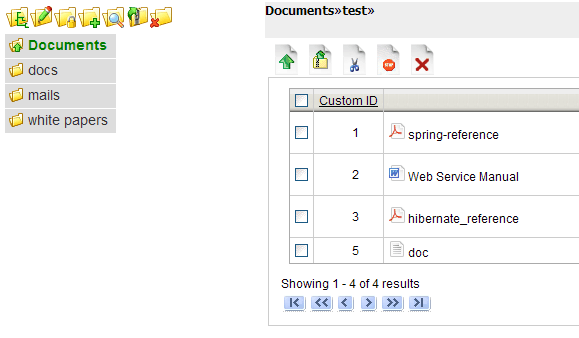 Documents
docs
mails
white papers
Documents»test»
Custom ID
1 spring-reference
2 Web Service Manual
3 hibernate_reference
5 doc
Showing 1 - 4 of 4 results